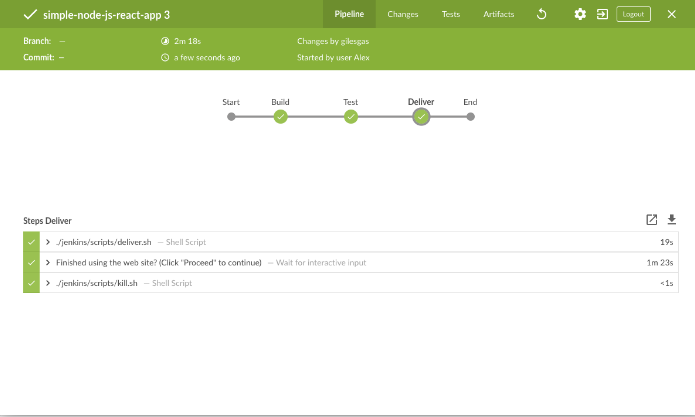 simple-node-js-react-app 3
Pipeline Changes Tests Artifacts Logout
Branch: — 2m 18s Changes by gilesgas
Commit: — a few seconds ago Started by user Alex
Start Build Test Deliver End
Steps Deliver
./jenkins/scripts/deliver.sh — Shell Script 19s
Finished using the web site? (Click "Proceed" to continue) — Wait for interactive input 1m 23s
./jenkins/scripts/kill.sh — Shell Script <1s